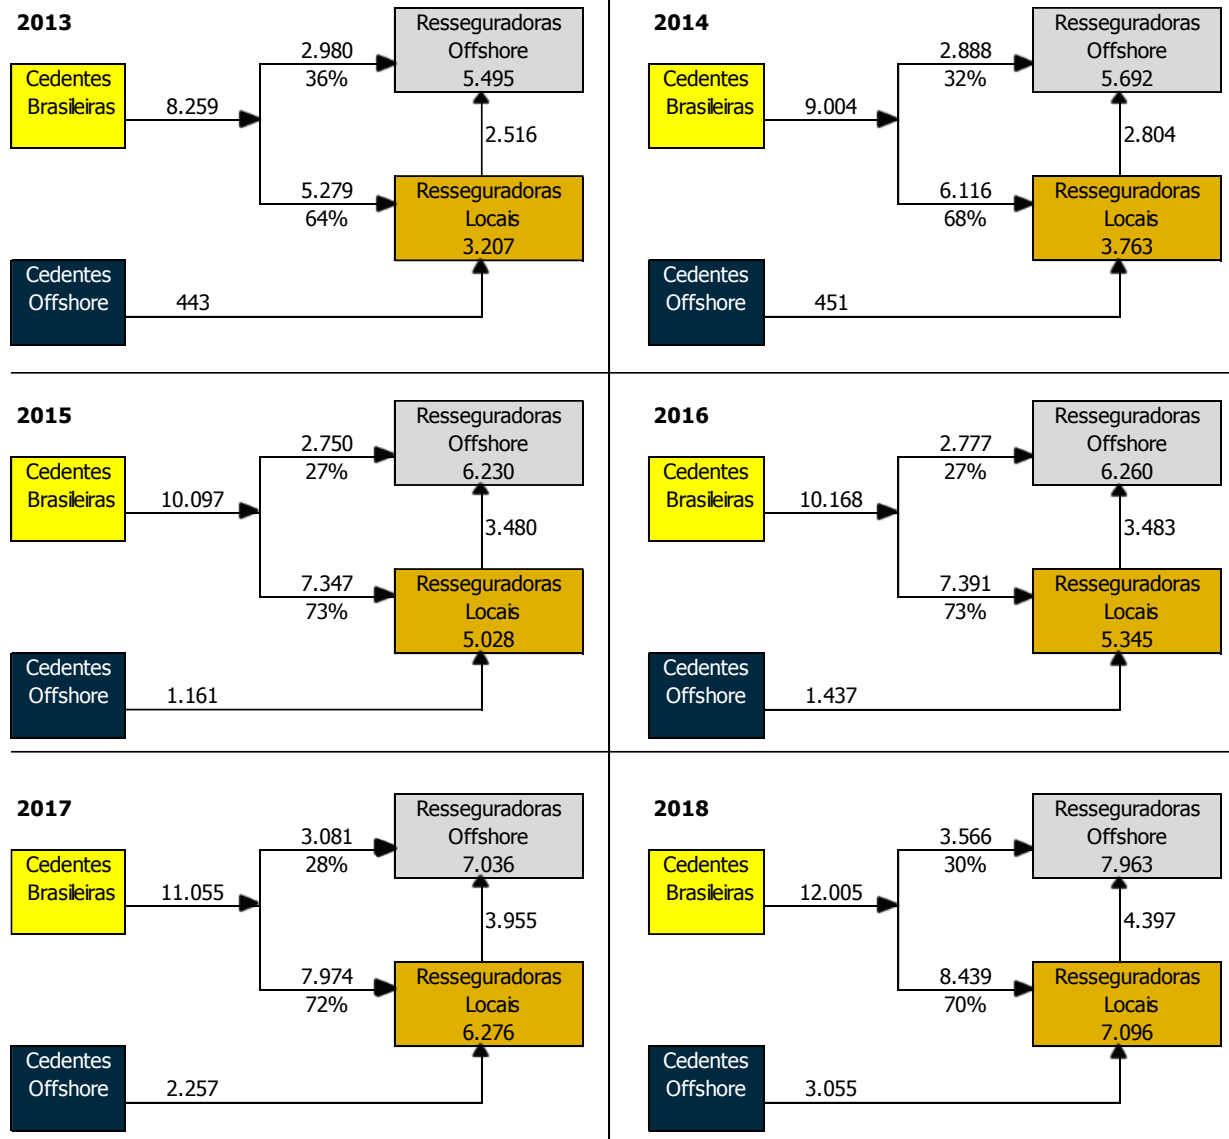 2013
Cedentes
Brasileiras
8.259
2.980
36%
Resseguradoras
Offshore
5.495
2.516
5.279
64%
Resseguradoras
Locais
3.207
Cedentes
Offshore
443
2014
Cedentes
Brasileiras
9.004
2.888
32%
Resseguradoras
Offshore
5.692
2.804
6.116
68%
Resseguradoras
Locais
3.763
Cedentes
Offshore
451
2015
Cedentes
Brasileiras
10.097
2.750
27%
Resseguradoras
Offshore
6.230
3.480
7.347
73%
Resseguradoras
Locais
5.028
Cedentes
Offshore
1.161
2016
Cedentes
Brasileiras
10.168
2.777
27%
Resseguradoras
Offshore
6.260
3.483
7.391
73%
Resseguradoras
Locais
5.345
Cedentes
Offshore
1.437
2017
Cedentes
Brasileiras
11.055
3.081
28%
Resseguradoras
Offshore
7.036
3.955
7.974
72%
Resseguradoras
Locais
6.276
Cedentes
Offshore
2.257
2018
Cedentes
Brasileiras
12.005
3.566
30%
Resseguradoras
Offshore
7.963
4.397
8.439
70%
Resseguradoras
Locais
7.096
Cedentes
Offshore
3.055